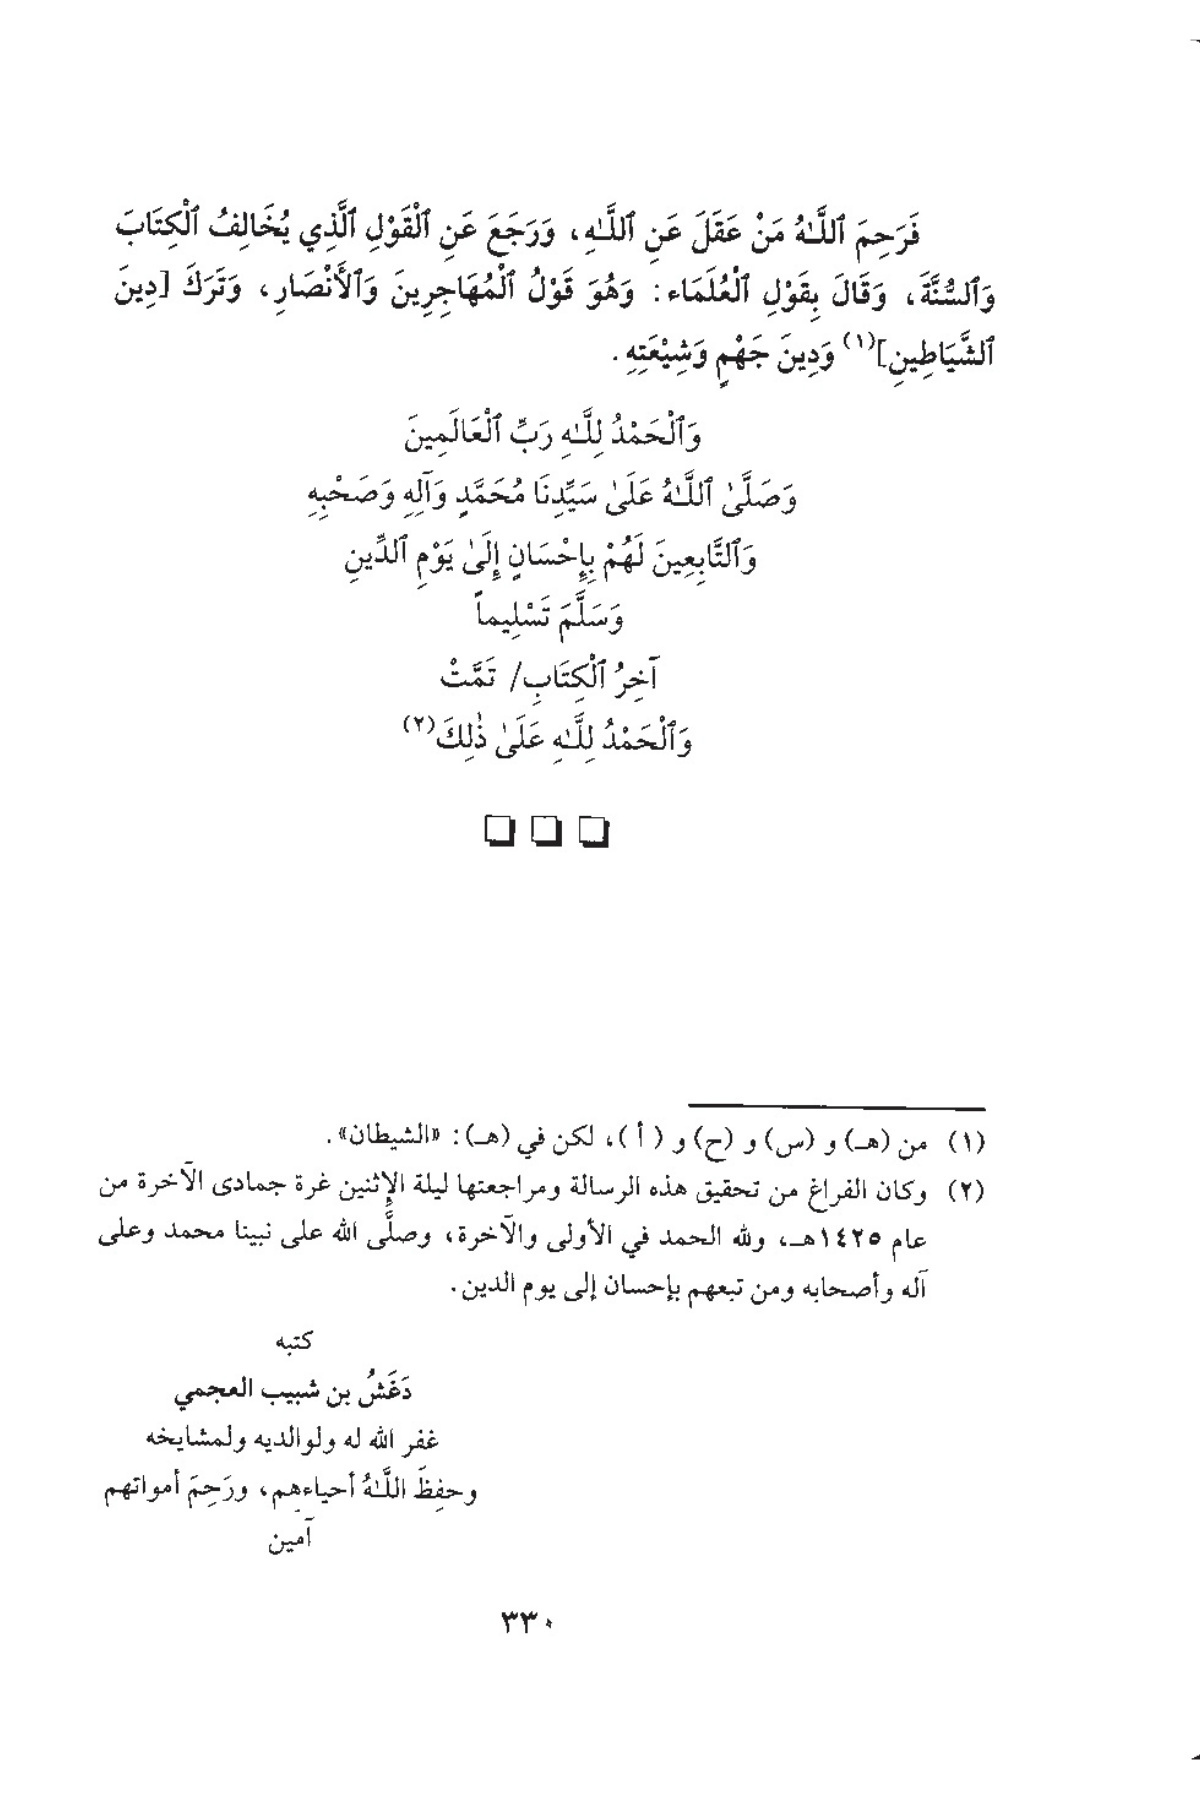 فَرَحِمَ ٱللَّـٰهُ مَنْ عَقَلَ عَنِ ٱللَّـٰهِ، وَرَجَعَ عَنِ ٱلْقَوْلِ ٱلَّذِي يُخَالِفُ ٱلْكِتَابَ
وَٱلسُّنَّةَ، وَقَالَ بِقَوْلِ ٱلْعُلَمَاء: وَهُوَ قَوْلُ ٱلْمُهَاجِرِينَ وَٱلأَنْصَارِ، وَتَرَكَ [دِينَ
ٱلشَّيَاطِينِ](١) وَدِينَ جَهْمٍ وَشِيْعَتِهِ.
وَٱلْحَمْدُ لِلَّـٰهِ رَبِّ ٱلْعَالَمِينَ
وَصَلَّىٰ ٱللَّـٰهُ عَلَىٰ سَيِّدِنَا مُحَمَّدٍ وَآلِهِ وَصَحْبِهِ
وَٱلتَّابِعِينَ لَهُمْ بِإِحْسَانٍ إِلَىٰ يَوْمِ ٱلدِّينِ
وَسَلَّمَ تَسْلِيماً
آخِرُ ٱلْكِتَابِ/ تَمَّتْ
وَٱلْحَمْدُ لِلَّـٰهِ عَلَىٰ ذٰلِكَ(٢)
(١) من (هـ) و (س) و (ح) و ( أ )، لكن في (هـ): «الشيطان».
(٢) وكان الفراغ من تحقيق هذه الرسالة ومراجعتها ليلة الإثنين غرة جمادى الآخرة من
عام ١٤٢٥هـ، ولله الحمد في الأولى والآخرة، وصلَّى الله على نبينا محمد وعلى
آله وأصحابه ومن تبعهم بإحسان إلى يوم الدين.
كتبه
دَغَشُ بن شبيب العجمي
غفر الله له ولوالديه ولمشايخه
وحفِظَ اللَّـٰهُ أحياءهم، ورَحِمَ أمواتهم
آمين
٣٣٠